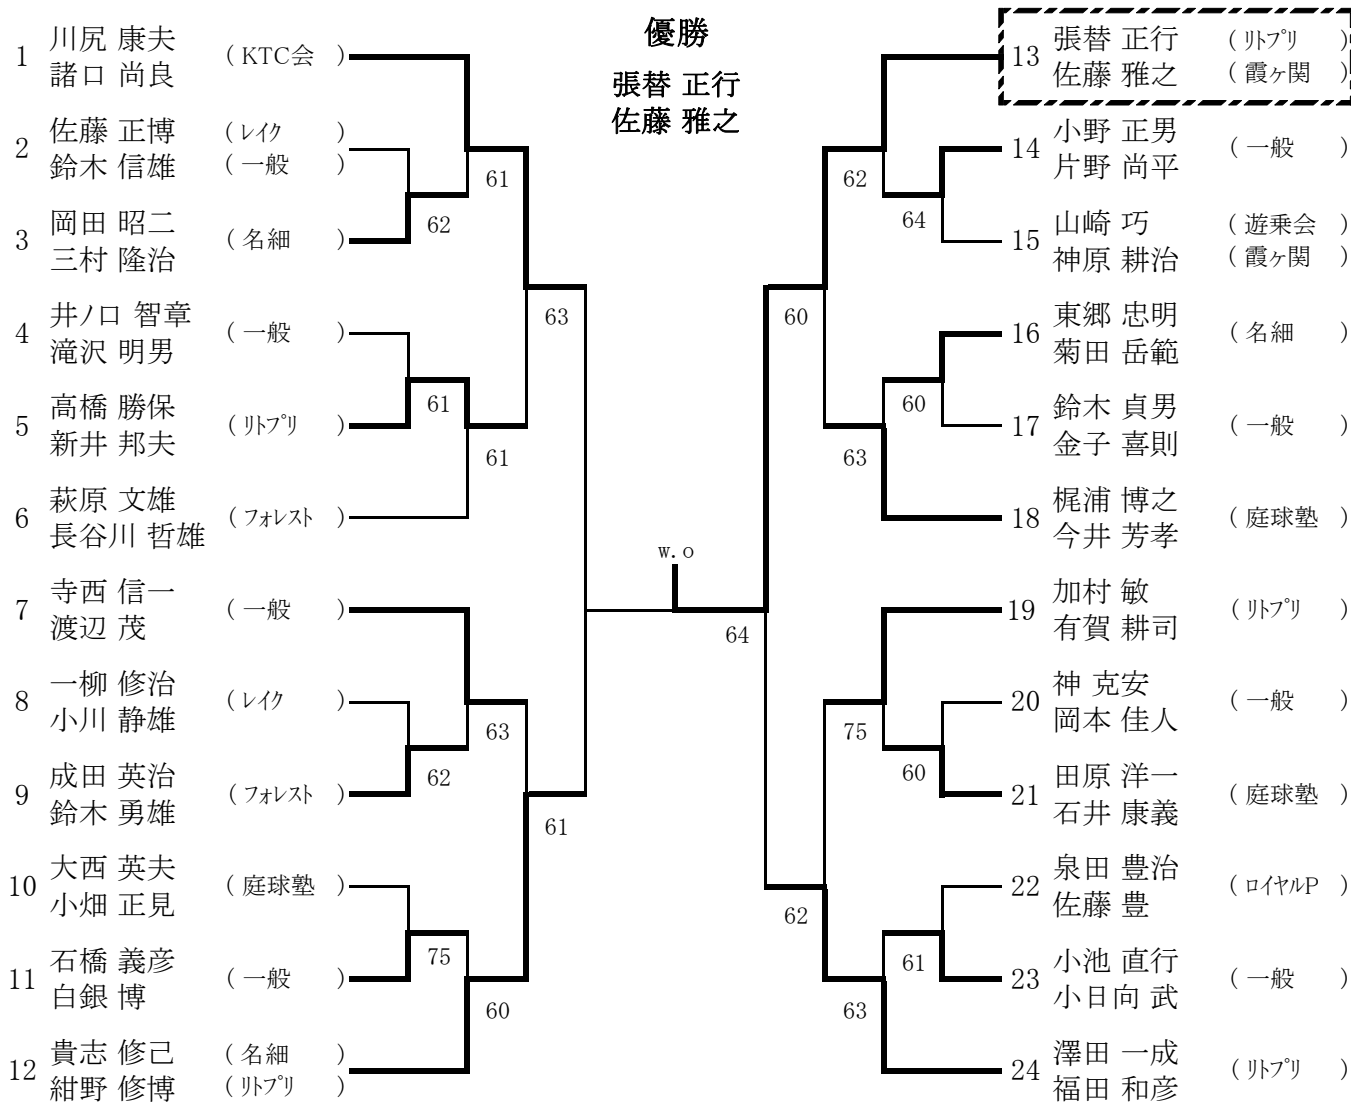 優勝
張替 正行
佐藤 雅之
1 川尻 康夫 (KTC会)
諸口 尚良
2 佐藤 正博 (レイク)
鈴木 信雄 (一般)
3 岡田 昭二 (名細)
三村 隆治
4 井ノ口 智章 (一般)
滝沢 明男
5 高橋 勝保 (リトプリ)
新井 邦夫
6 萩原 文雄 (フォレスト)
長谷川 哲雄
7 寺西 信一 (一般)
渡辺 茂
8 一柳 修治 (レイク)
小川 静雄
9 成田 英治 (フォレスト)
鈴木 勇雄
10 大西 英夫 (庭球塾)
小畑 正見
11 石橋 義彦 (一般)
白銀 博
12 貴志 修己 (名細)
紺野 修博 (リトプリ)
61
62
63
61
61
63
62
61
75
60
w.o
64
62
64
60
60
63
75
60
62
61
63
13 張替 正行 (リトプリ)
佐藤 雅之 (霞ヶ関)
14 小野 正男 (一般)
片野 尚平
15 山崎 巧 (遊乗会)
神原 耕治 (霞ヶ関)
16 東郷 忠明 (名細)
菊田 岳範
17 鈴木 貞男 (一般)
金子 喜則
18 梶浦 博之 (庭球塾)
今井 芳孝
19 加村 敏 (リトプリ)
有賀 耕司
20 神 克安 (一般)
岡本 佳人
21 田原 洋一 (庭球塾)
石井 康義
22 泉田 豊治 (ロイヤルP)
佐藤 豊
23 小池 直行 (一般)
小日向 武
24 澤田 一成 (リトプリ)
福田 和彦